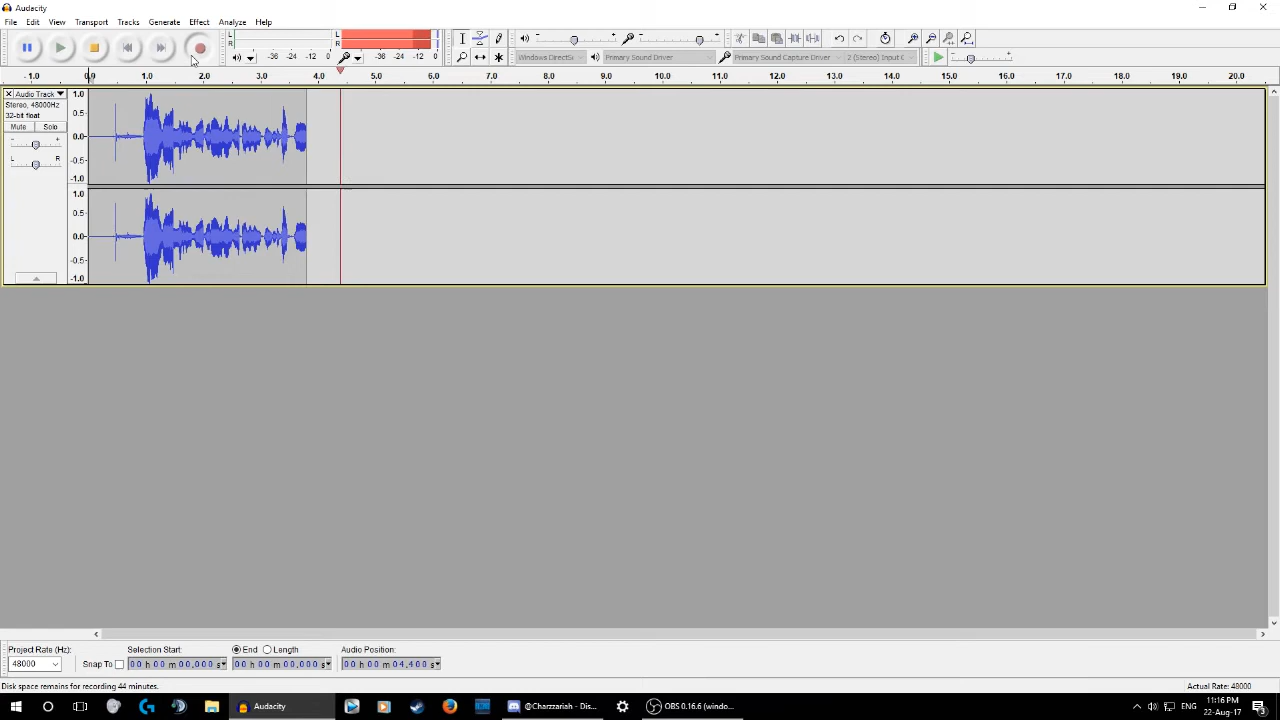 Audacity
File Edit View Transport Tracks Generate Effect Analyze Help
L R -36 -24 -12 0
L R -36 -24 -12 0
Windows DirectS Primary Sound Driver Primary Sound Capture Driver 2 (Stereo) Input C
-1.0 0.0 1.0 2.0 3.0 4.0 5.0 6.0 7.0 8.0 9.0 10.0 11.0 12.0 13.0 14.0 15.0 16.0 17.0 18.0 19.0 20.0
Audio Track
Stereo, 48000Hz
32-bit float
Mute Solo
- +
L R
1.0
0.5
0.0
-0.5
-1.0
1.0
0.5
0.0
-0.5
-1.0
Project Rate (Hz): Selection Start: End Length Audio Position:
48000 Snap To 00 h 00 m 00.000 s 00 h 00 m 00.000 s 00 h 00 m 04.400 s
Disk space remains for recording 44 minutes. Actual Rate: 48000
Audacity @Charzzariah - Dis... OBS 0.16.6 (windo... ENG 11:16 PM
22-Aug-17